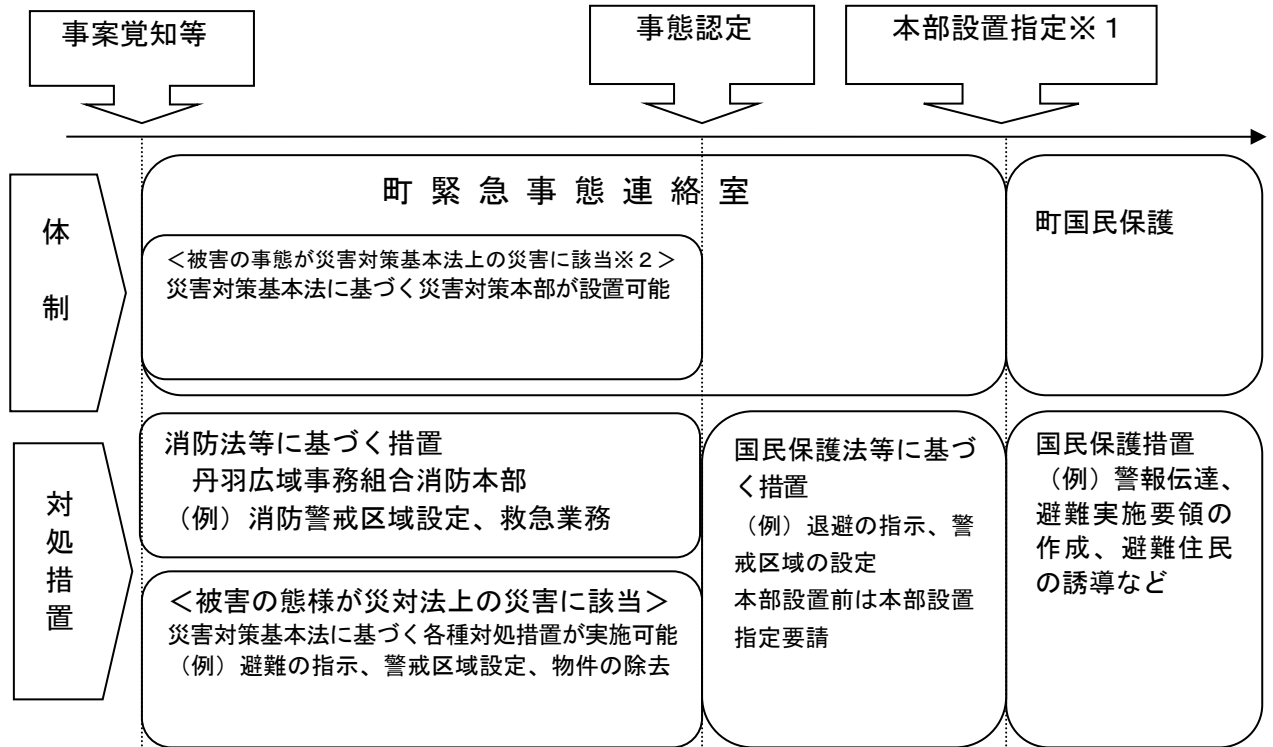 事案覚知等
事態認定
本部設置指定※１
体制
町緊急事態連絡室
＜被害の事態が災害対策基本法上の災害に該当※２＞
災害対策基本法に基づく災害対策本部が設置可能
町国民保護
対処措置
消防法等に基づく措置
丹羽広域事務組合消防本部
（例）消防警戒区域設定、救急業務
＜被害の態様が災対法上の災害に該当＞
災害対策基本法に基づく各種対処措置が実施可能
（例）避難の指示、警戒区域設定、物件の除去
国民保護法等に基づ
く措置
（例）退避の指示、警
戒区域の設定
本部設置前は本部設置
指定要請
国民保護措置
（例）警報伝達、
避難実施要領の
作成、避難住民
の誘導など